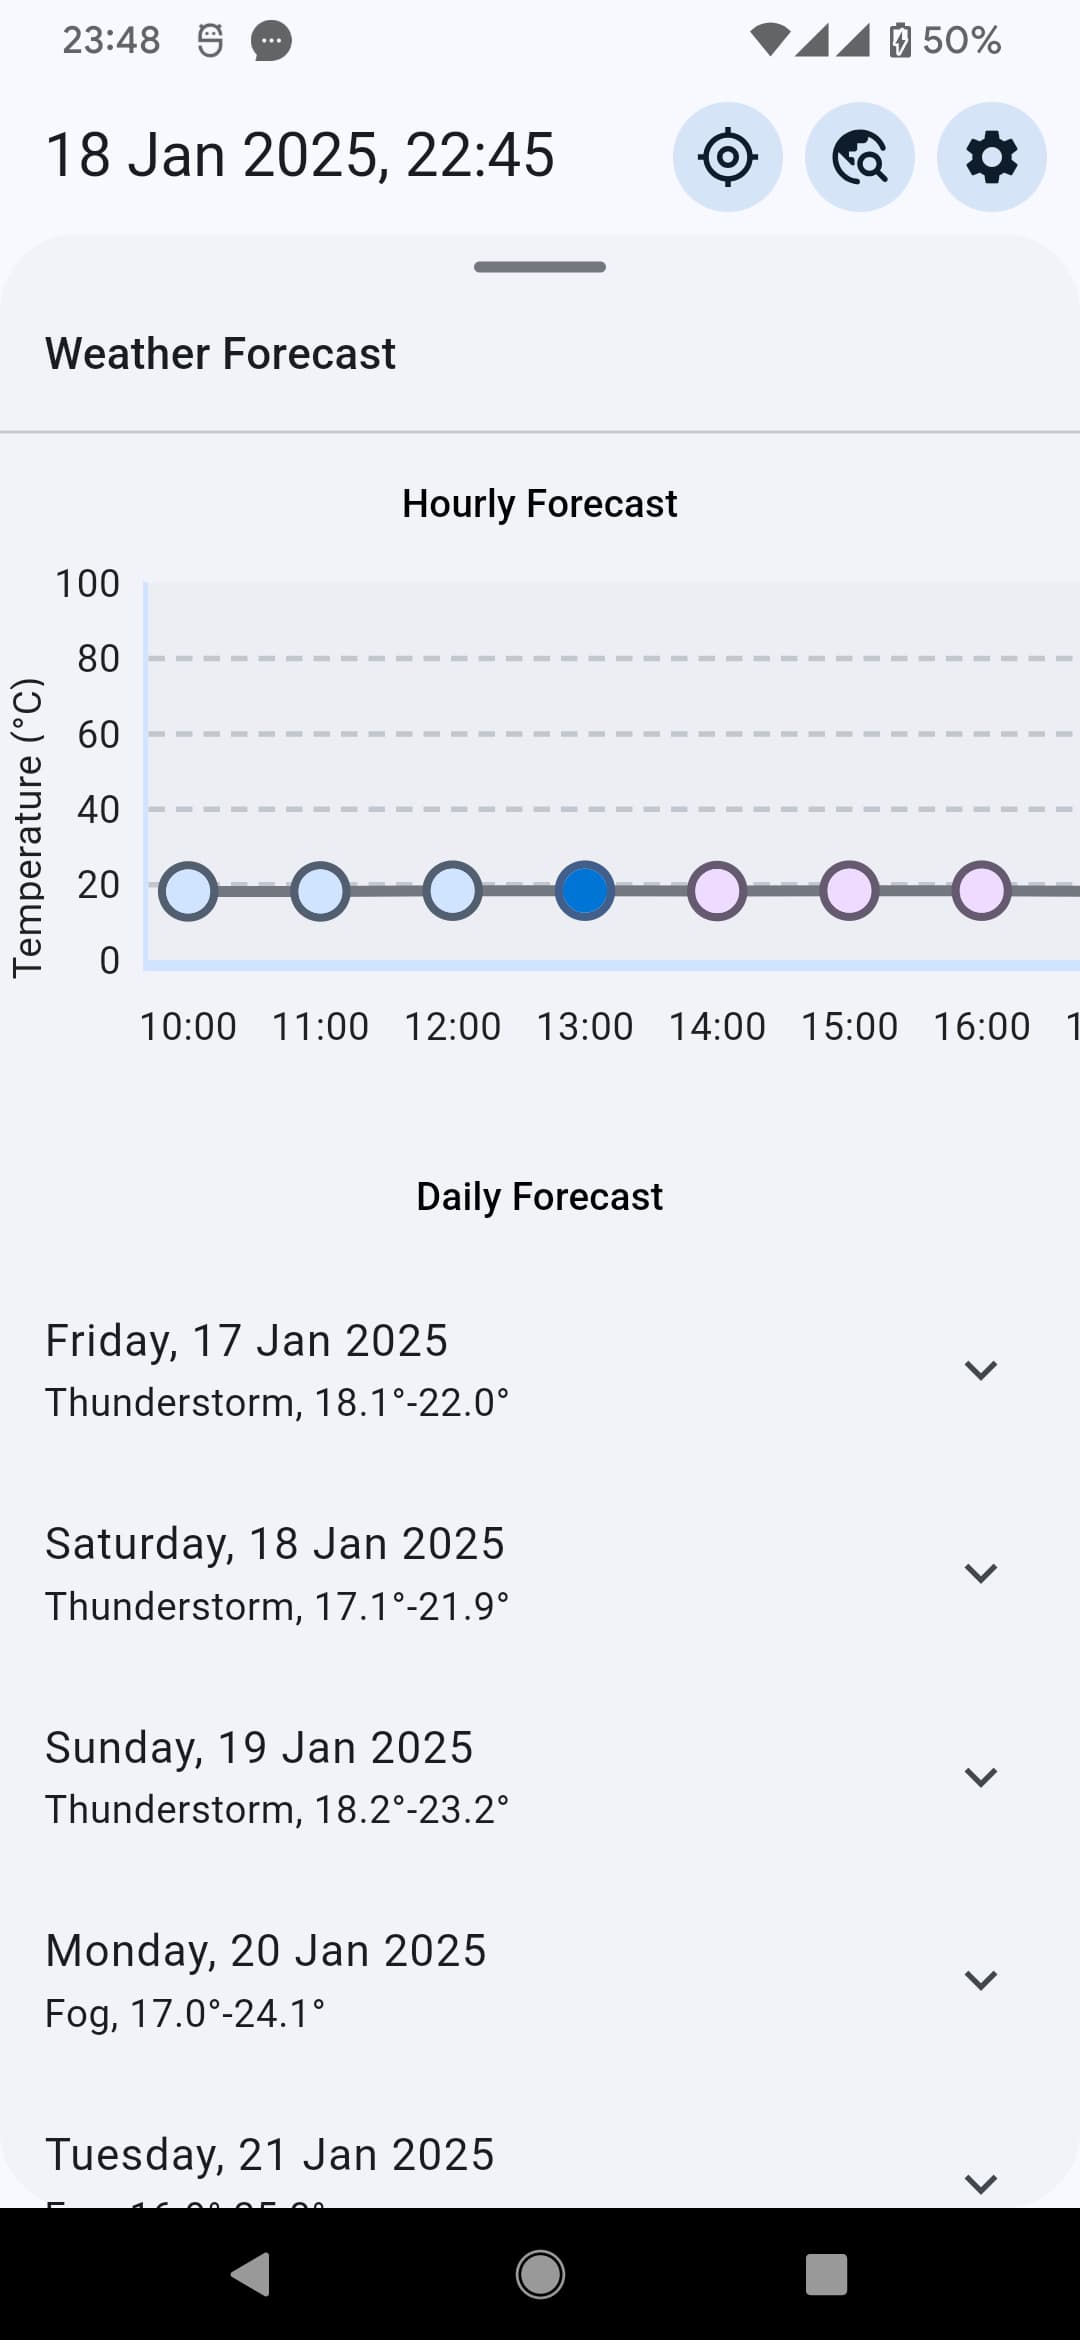 23:48 50%
18 Jan 2025, 22:45
Weather Forecast
Hourly Forecast
Temperature (°C)
100
80
60
40
20
0
10:00 11:00 12:00 13:00 14:00 15:00 16:00
Daily Forecast
Friday, 17 Jan 2025
Thunderstorm, 18.1°-22.0°
Saturday, 18 Jan 2025
Thunderstorm, 17.1°-21.9°
Sunday, 19 Jan 2025
Thunderstorm, 18.2°-23.2°
Monday, 20 Jan 2025
Fog, 17.0°-24.1°
Tuesday, 21 Jan 2025